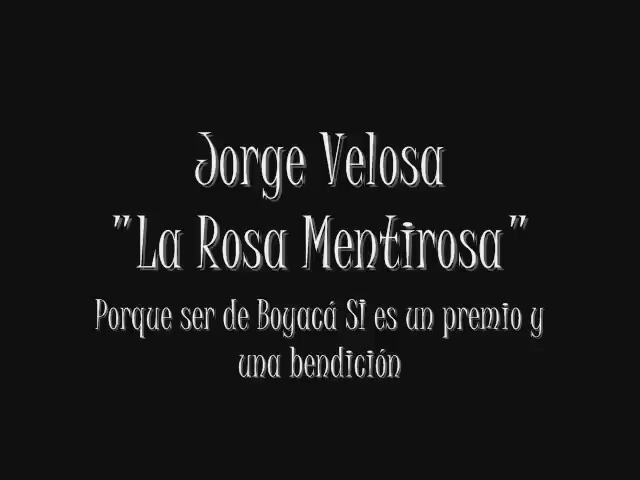 Jorge Velosa
"La Rosa Mentirosa"
Porque ser de Boyacá SI es un premio y
una bendición